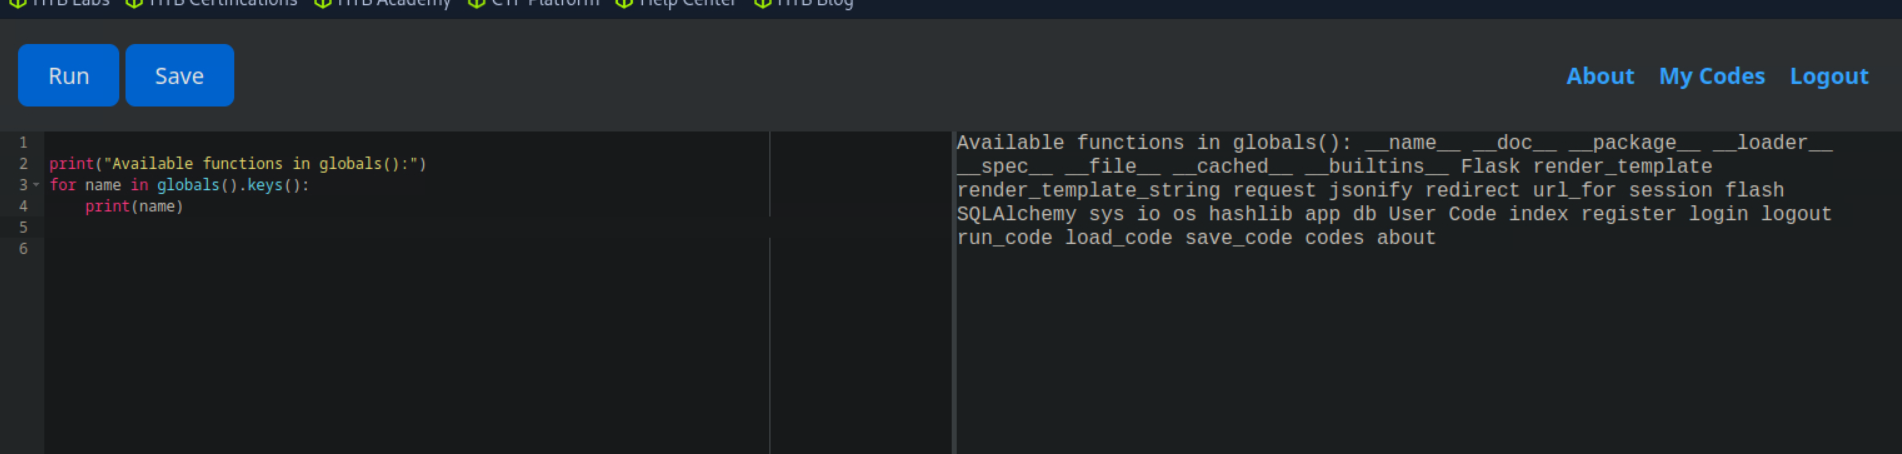 HTB Labs HTB Certifications HTB Academy CTF Platform Help Center HTB Blog
Run Save About My Codes Logout
1
2 print("Available functions in globals():")
3 for name in globals().keys():
4 print(name)
5
6
Available functions in globals(): __name__ __doc__ __package__ __loader__
__spec__ __file__ __cached__ __builtins__ Flask render_template
render_template_string request jsonify redirect url_for session flash
SQLAlchemy sys io os hashlib app db User Code index register login logout
run_code load_code save_code codes about